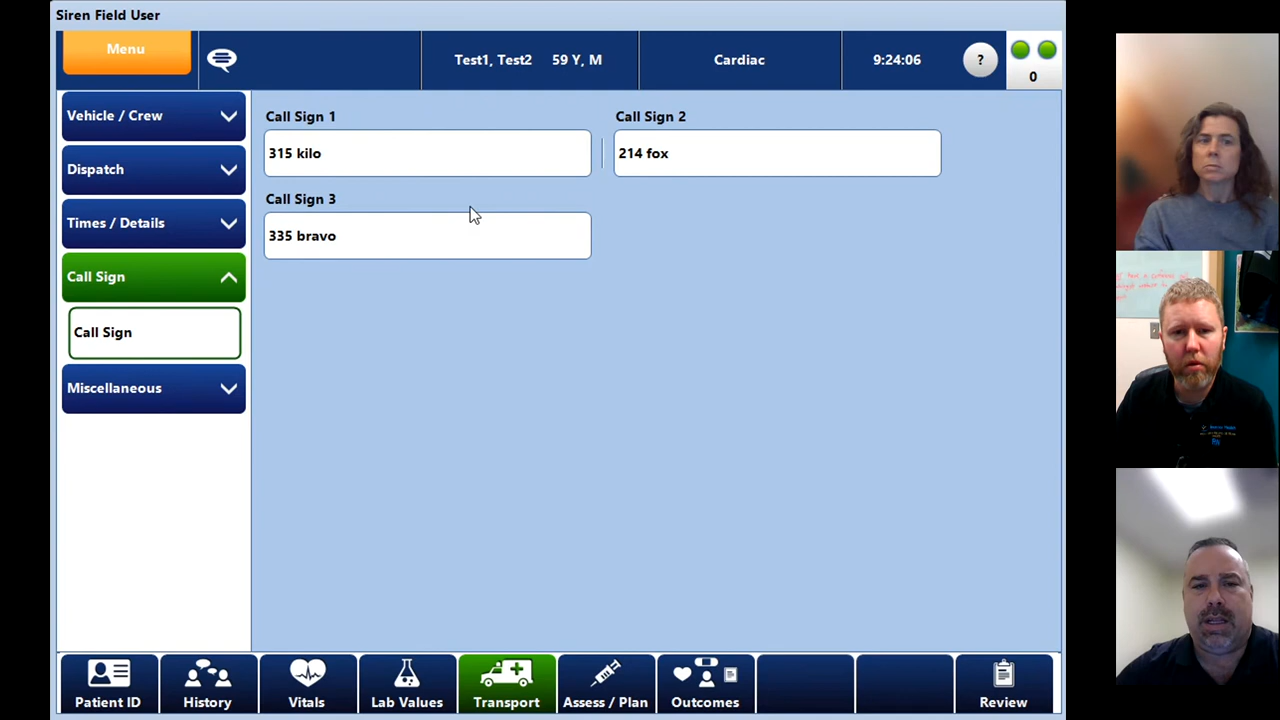 Siren Field User
Menu
Test1, Test2 59 Y, M
Cardiac
9:24:06
?
0
Vehicle / Crew
Dispatch
Times / Details
Call Sign
Call Sign
Miscellaneous
Call Sign 1
315 kilo
Call Sign 2
214 fox
Call Sign 3
335 bravo
Patient ID
History
Vitals
Lab Values
Transport
Assess / Plan
Outcomes
Review